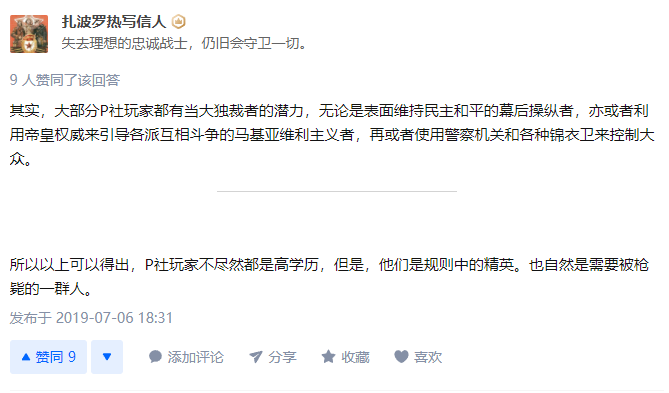 扎波罗热写信人
失去理想的忠诚战士，仍旧会守卫一切。
9 人赞同了该回答
其实，大部分P社玩家都有当大独裁者的潜力，无论是表面维持民主和平的幕后操纵者，亦或者利
用帝皇权威来引导各派互相斗争的马基亚维利主义者，再或者使用警察机关和各种锦衣卫来控制大
众。
所以以上可以得出，P社玩家不尽然都是高学历，但是，他们是规则中的精英。也自然是需要被枪
毙的一群人。
发布于 2019-07-06 18:31
赞同 9 添加评论 分享 收藏 喜欢